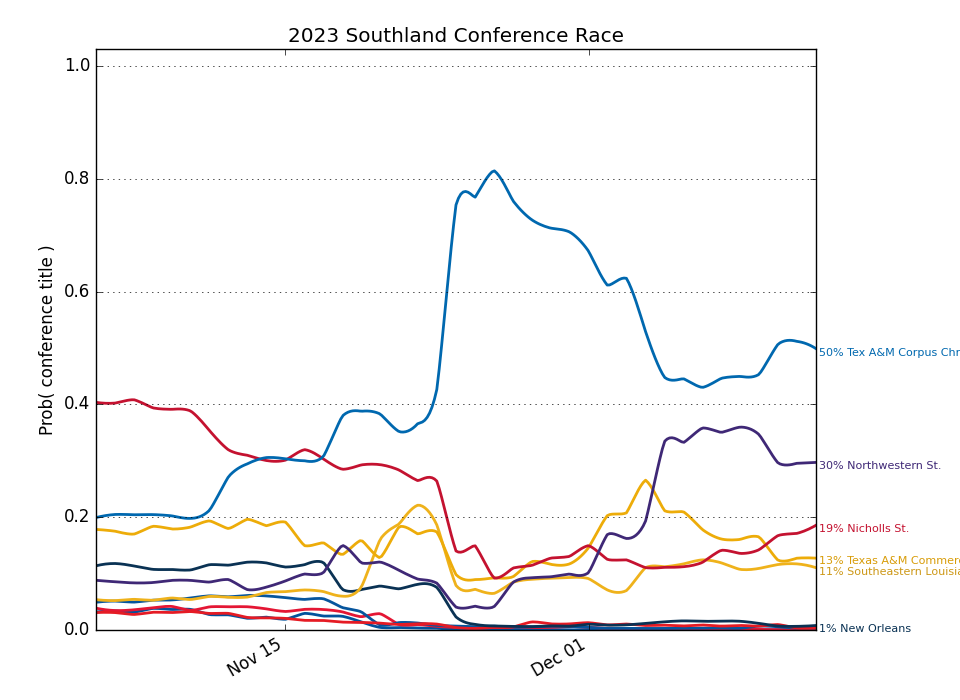 2023 Southland Conference Race
1.0
0.8
0.6
0.4
0.2
0.0
Prob( conference title )
Nov 15
Dec 01
50% Tex A&M Corpus Chr
30% Northwestern St.
19% Nicholls St.
13% Texas A&M Commerc
11% Southeastern Louisia
1% New Orleans